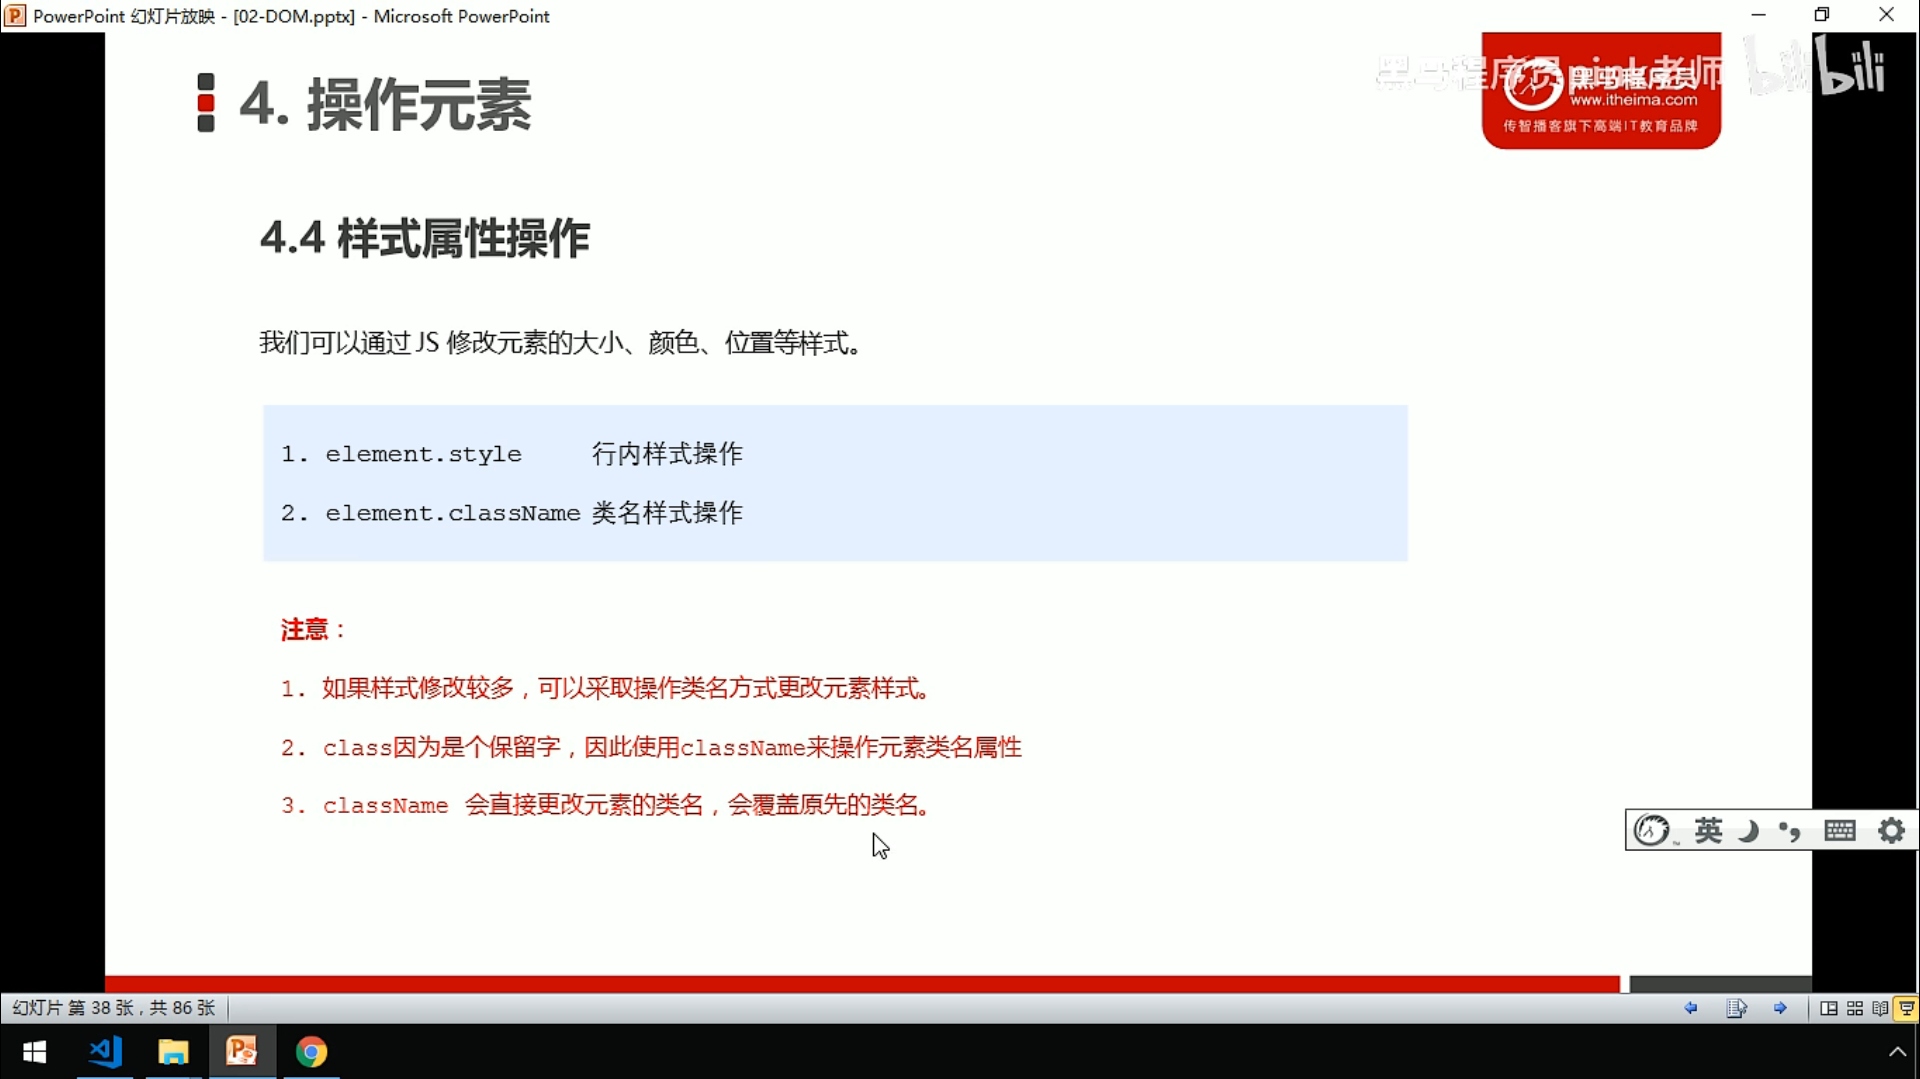 PowerPoint 幻灯片放映 - [02-DOM.pptx] - Microsoft PowerPoint
4. 操作元素
黑马程序员pink老师
bilibili
黑马程序员
www.itheima.com
传智播客旗下高端IT教育品牌
4.4 样式属性操作
我们可以通过 JS 修改元素的大小、颜色、位置等样式。
1. element.style 行内样式操作
2. element.className 类名样式操作
注意：
1. 如果样式修改较多，可以采取操作类名方式更改元素样式。
2. class因为是个保留字，因此使用className来操作元素类名属性
3. className 会直接更改元素的类名，会覆盖原先的类名。
英
幻灯片 第 38 张，共 86 张